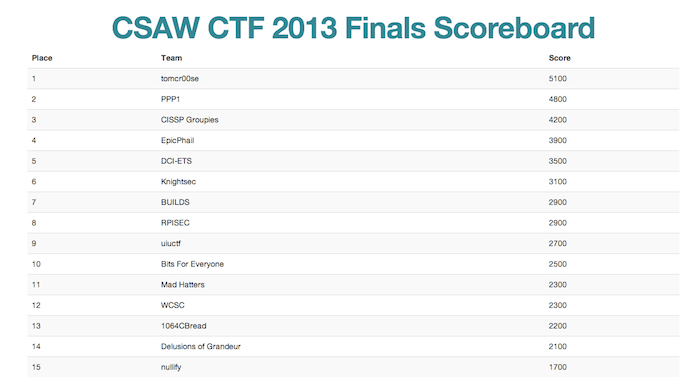 CSAW CTF 2013 Finals Scoreboard
Place Team Score
1 tomcr00se 5100
2 PPP1 4800
3 CISSP Groupies 4200
4 EpicPhail 3900
5 DCI-ETS 3500
6 Knightsec 3100
7 BUILDS 2900
8 RPISEC 2900
9 uiuctf 2700
10 Bits For Everyone 2500
11 Mad Hatters 2300
12 WCSC 2300
13 1064CBread 2200
14 Delusions of Grandeur 2100
15 nullify 1700